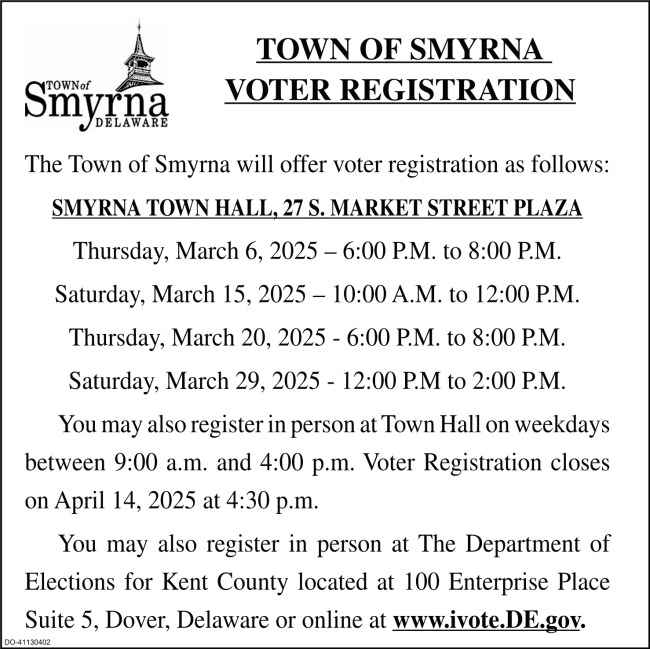 TOWN of
Smyrna
DELAWARE
TOWN OF SMYRNA
VOTER REGISTRATION
The Town of Smyrna will offer voter registration as follows:
SMYRNA TOWN HALL, 27 S. MARKET STREET PLAZA
Thursday, March 6, 2025 – 6:00 P.M. to 8:00 P.M.
Saturday, March 15, 2025 – 10:00 A.M. to 12:00 P.M.
Thursday, March 20, 2025 - 6:00 P.M. to 8:00 P.M.
Saturday, March 29, 2025 - 12:00 P.M to 2:00 P.M.
You may also register in person at Town Hall on weekdays
between 9:00 a.m. and 4:00 p.m. Voter Registration closes
on April 14, 2025 at 4:30 p.m.
You may also register in person at The Department of
Elections for Kent County located at 100 Enterprise Place
Suite 5, Dover, Delaware or online at www.ivote.DE.gov.
DO-41130402